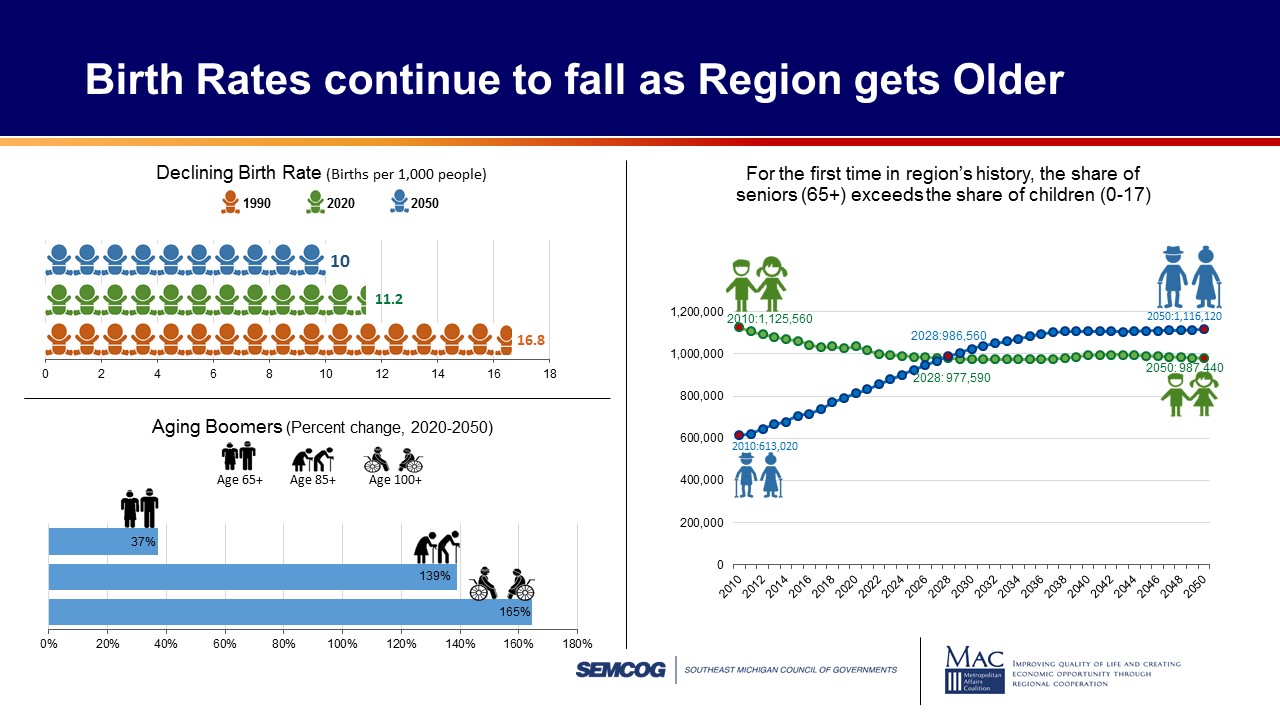 Birth Rates continue to fall as Region gets Older
Declining Birth Rate (Births per 1,000 people)
1990 2020 2050
10
11.2
16.8
0 2 4 6 8 10 12 14 16 18
Aging Boomers (Percent change, 2020-2050)
Age 65+ Age 85+ Age 100+
37%
139%
165%
0% 20% 40% 60% 80% 100% 120% 140% 160% 180%
For the first time in region's history, the share of
seniors (65+) exceeds the share of children (0-17)
1,200,000
1,000,000
800,000
600,000
400,000
200,000
0
2010:1,125,560
2028:986,560
2050:1,116,120
2028: 977,590
2050: 987,440
2010:613,020
2010 2012 2014 2016 2018 2020 2022 2024 2026 2028 2030 2032 2034 2036 2038 2040 2042 2044 2046 2048 2050
SEMCOG SOUTHEAST MICHIGAN COUNCIL OF GOVERNMENTS
MAC
Metropolitan
Affairs
Coalition
IMPROVING QUALITY OF LIFE AND CREATING
ECONOMIC OPPORTUNITY THROUGH
REGIONAL COOPERATION